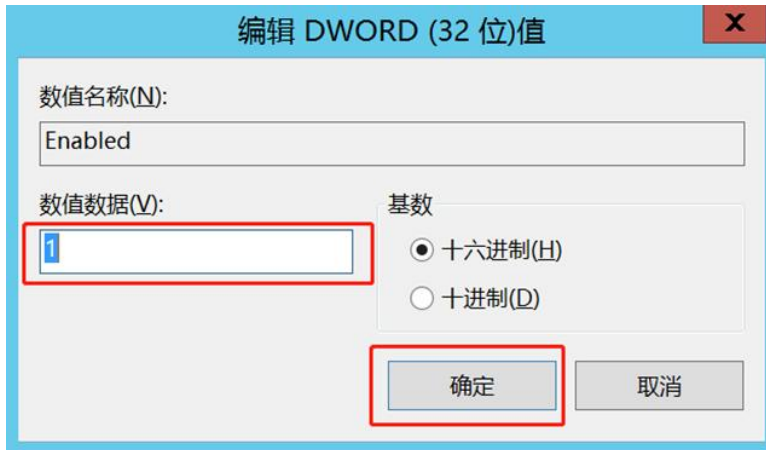 编辑 DWORD (32 位)值
X
数值名称(N):
Enabled
数值数据(V):
1
基数
十六进制(H)
十进制(D)
确定
取消